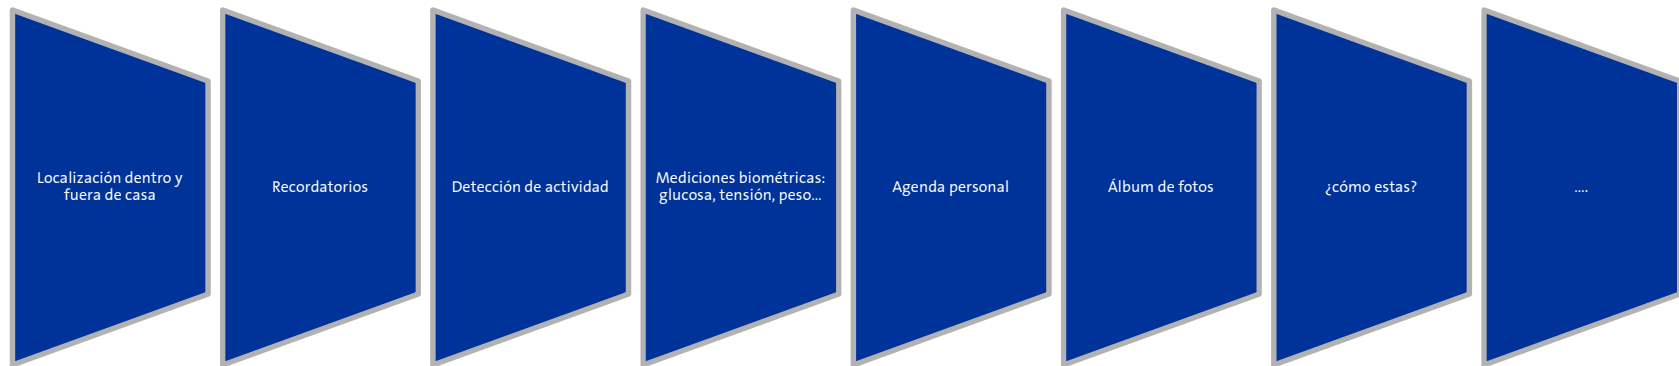 Localización dentro y
fuera de casa
Recordatorios
Detección de actividad
Mediciones biométricas:
glucosa, tensión, peso...
Agenda personal
Álbum de fotos
¿cómo estas?
....